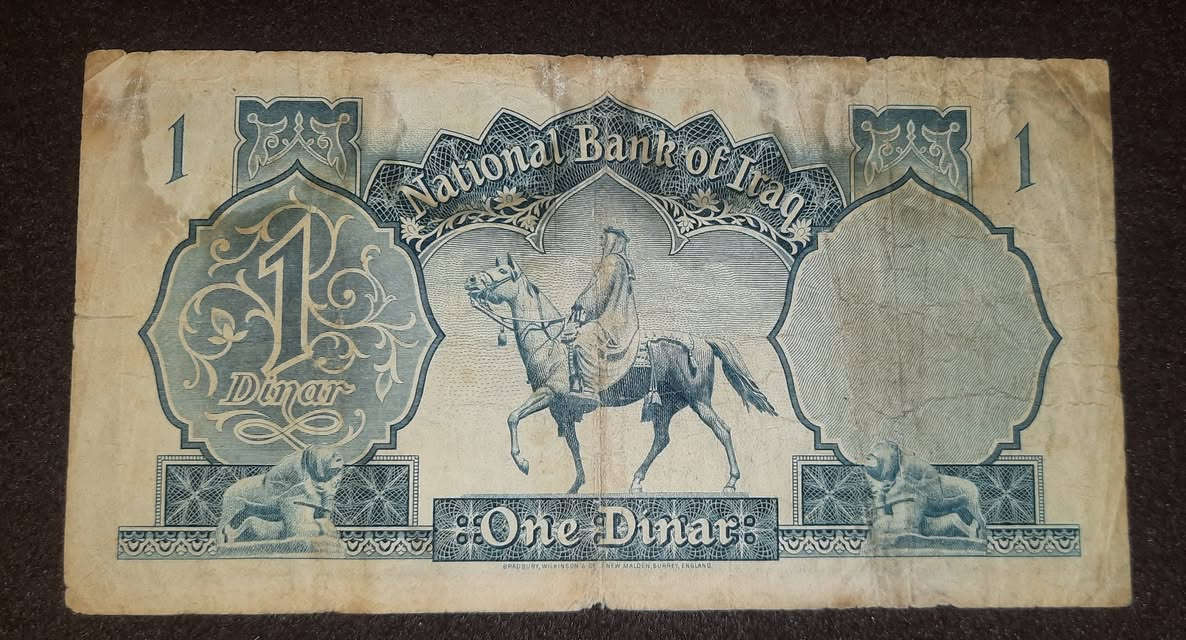 1
1
National Bank of Iraq
1
Dinar
One Dinar
BRADBURY, WILKINSON & Cº NEW MALDEN, SURREY, ENGLAND.